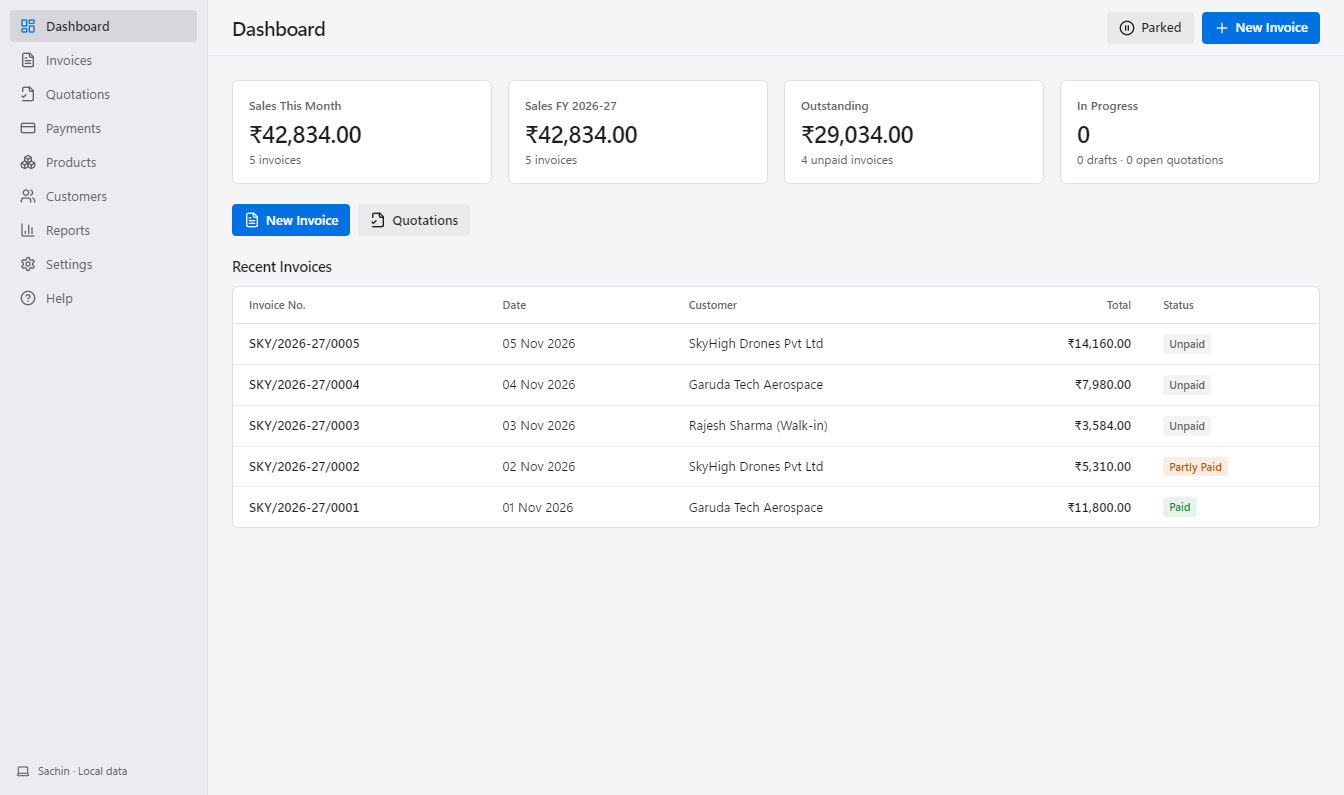 Dashboard
Invoices
Quotations
Payments
Products
Customers
Reports
Settings
Help
Sachin · Local data
Dashboard
Parked
New Invoice
Sales This Month
₹42,834.00
5 invoices
Sales FY 2026-27
₹42,834.00
5 invoices
Outstanding
₹29,034.00
4 unpaid invoices
In Progress
0
0 drafts · 0 open quotations
New Invoice
Quotations
Recent Invoices
Invoice No. Date Customer Total Status
SKY/2026-27/0005 05 Nov 2026 SkyHigh Drones Pvt Ltd ₹14,160.00 Unpaid
SKY/2026-27/0004 04 Nov 2026 Garuda Tech Aerospace ₹7,980.00 Unpaid
SKY/2026-27/0003 03 Nov 2026 Rajesh Sharma (Walk-in) ₹3,584.00 Unpaid
SKY/2026-27/0002 02 Nov 2026 SkyHigh Drones Pvt Ltd ₹5,310.00 Partly Paid
SKY/2026-27/0001 01 Nov 2026 Garuda Tech Aerospace ₹11,800.00 Paid